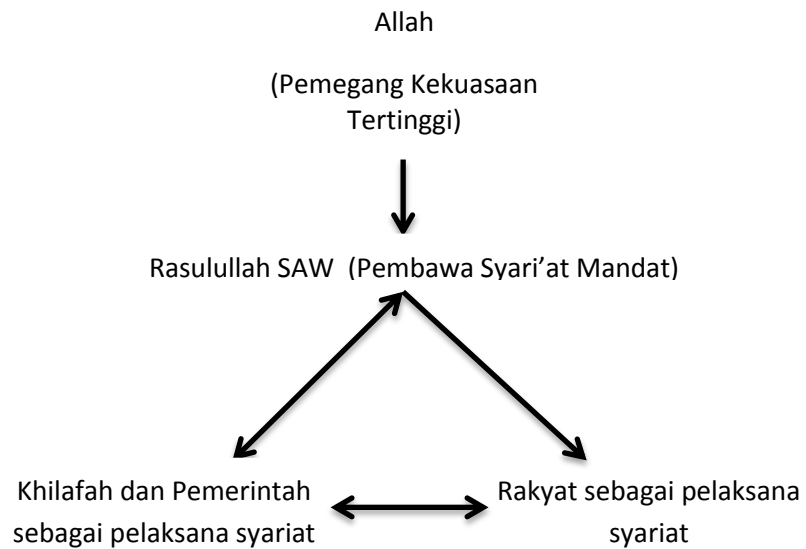 Allah
(Pemegang Kekuasaan
Tertinggi)
Rasulullah SAW (Pembawa Syari’at Mandat)
Khilafah dan Pemerintah
sebagai pelaksana syariat
Rakyat sebagai pelaksana
syariat